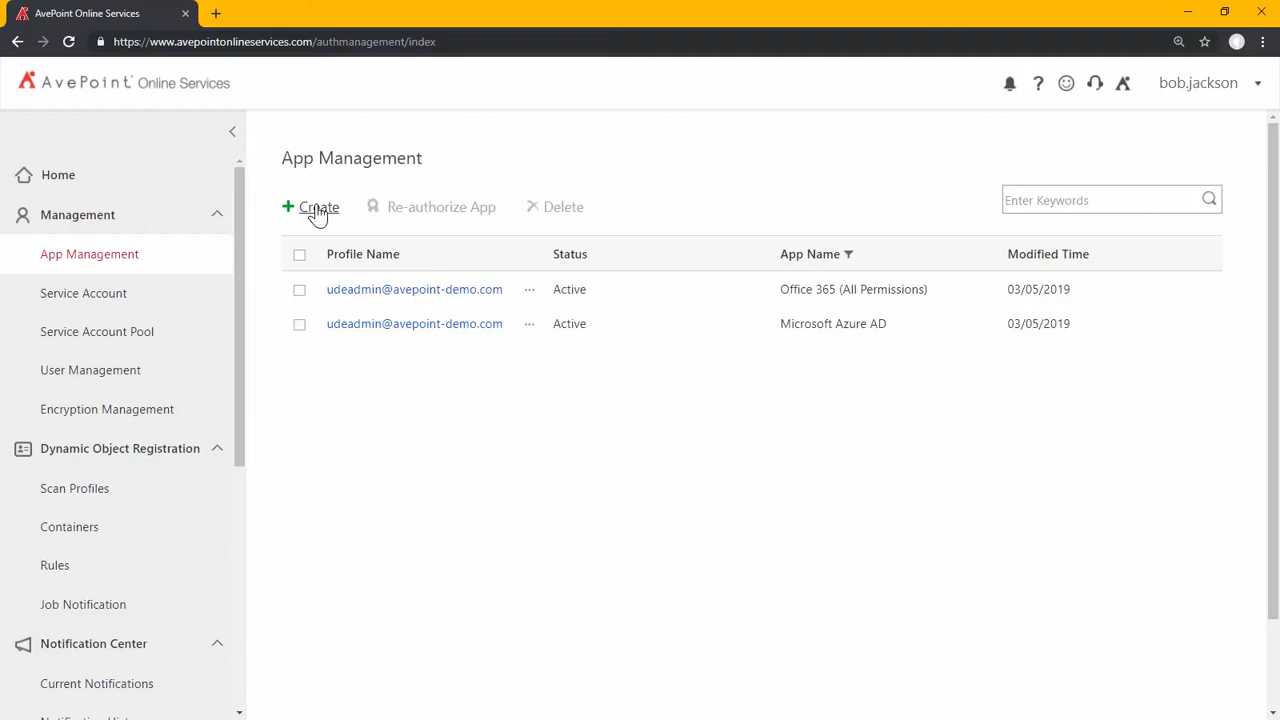 AvePoint Online Services
https://www.avepointonlineservices.com/authmanagement/index
AvePoint Online Services
bob.jackson
Home
Management
App Management
Service Account
Service Account Pool
User Management
Encryption Management
Dynamic Object Registration
Scan Profiles
Containers
Rules
Job Notification
Notification Center
Current Notifications
App Management
Create Re-authorize App Delete
Enter Keywords
Profile Name Status App Name Modified Time
udeadmin@avepoint-demo.com ... Active Office 365 (All Permissions) 03/05/2019
udeadmin@avepoint-demo.com ... Active Microsoft Azure AD 03/05/2019